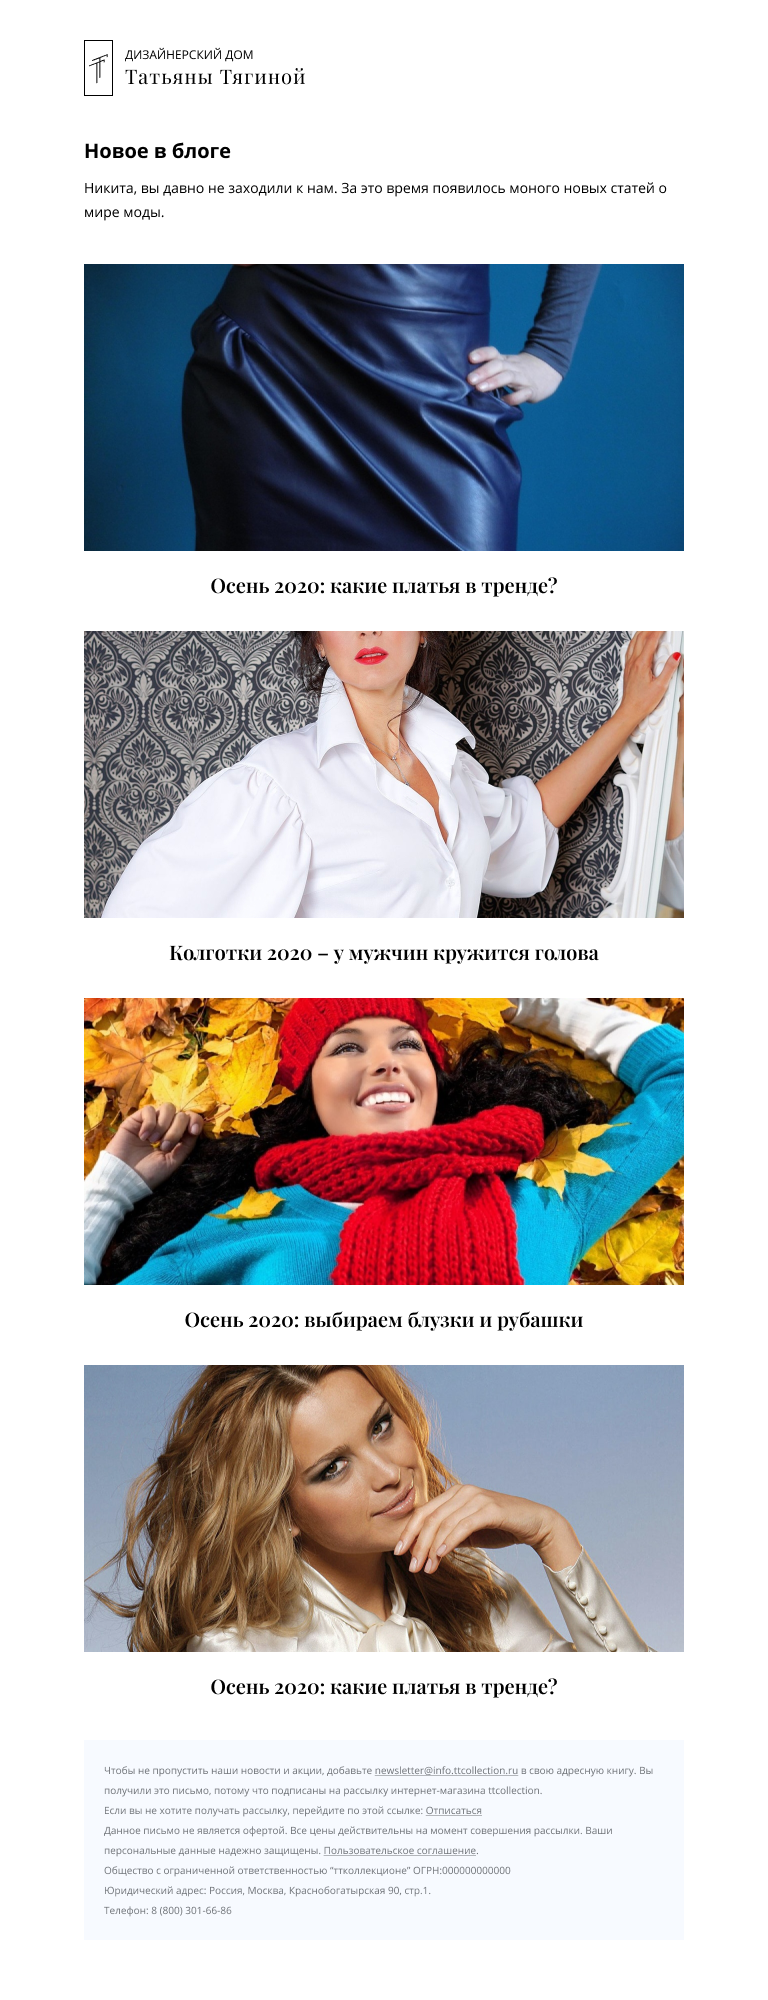 ДИЗАЙНЕРСКИЙ ДОМ
Татьяны Тягиной
Новое в блоге
Никита, вы давно не заходили к нам. За это время появилось моного новых статей о
мире моды.
Осень 2020: какие платья в тренде?
Колготки 2020 – у мужчин кружится голова
Осень 2020: выбираем блузки и рубашки
Осень 2020: какие платья в тренде?
Чтобы не пропустить наши новости и акции, добавьте newsletter@info.ttcollection.ru в свою адресную книгу. Вы
получили это письмо, потому что подписаны на рассылку интернет-магазина ttcollection.
Если вы не хотите получать рассылку, перейдите по этой ссылке: Отписаться
Данное письмо не является офертой. Все цены действительны на момент совершения рассылки. Ваши
персональные данные надежно защищены. Пользовательское соглашение.
Общество с ограниченной ответственностью “ттколлекционе” ОГРН:000000000000
Юридический адрес: Россия, Москва, Краснобогатырская 90, стр.1.
Телефон: 8 (800) 301-66-86